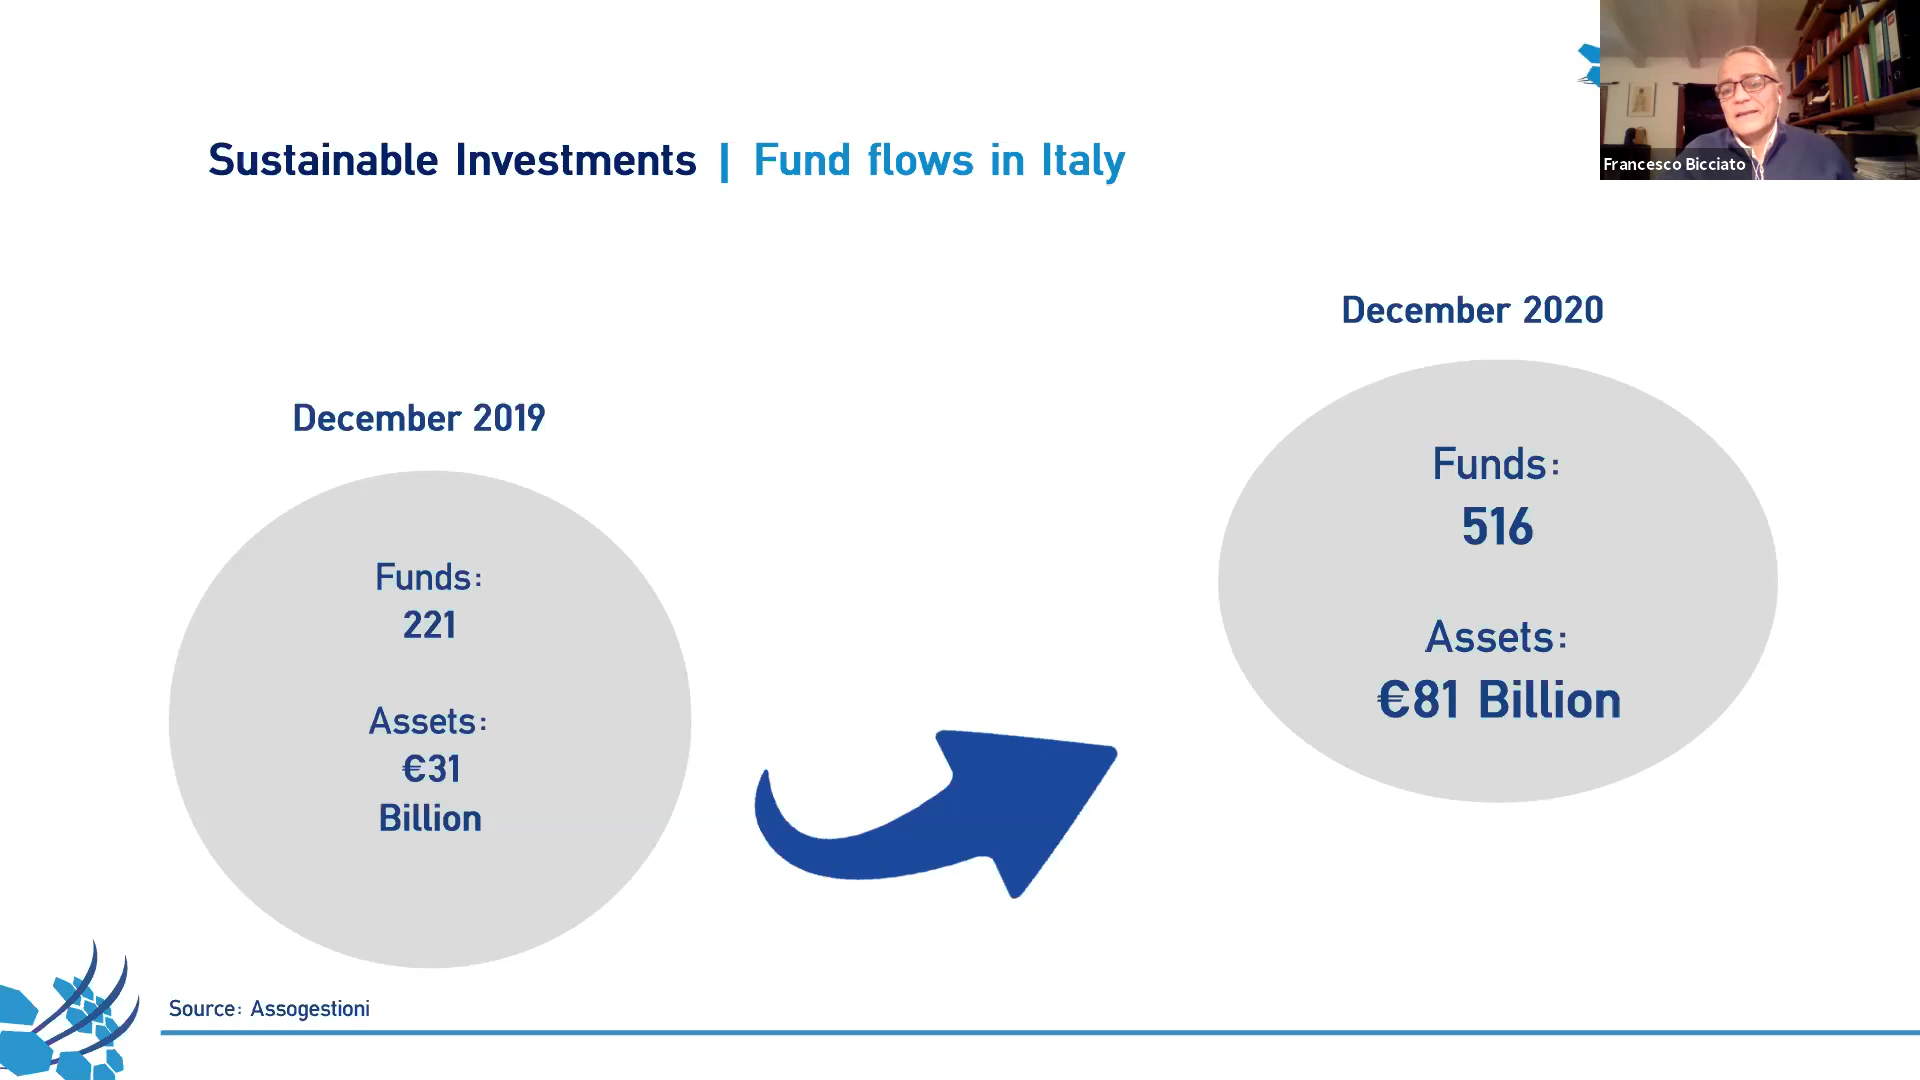 Francesco Bicciato
Sustainable Investments | Fund flows in Italy
December 2019
Funds:
221
Assets:
€31
Billion
December 2020
Funds:
516
Assets:
€81 Billion
Source: Assogestioni